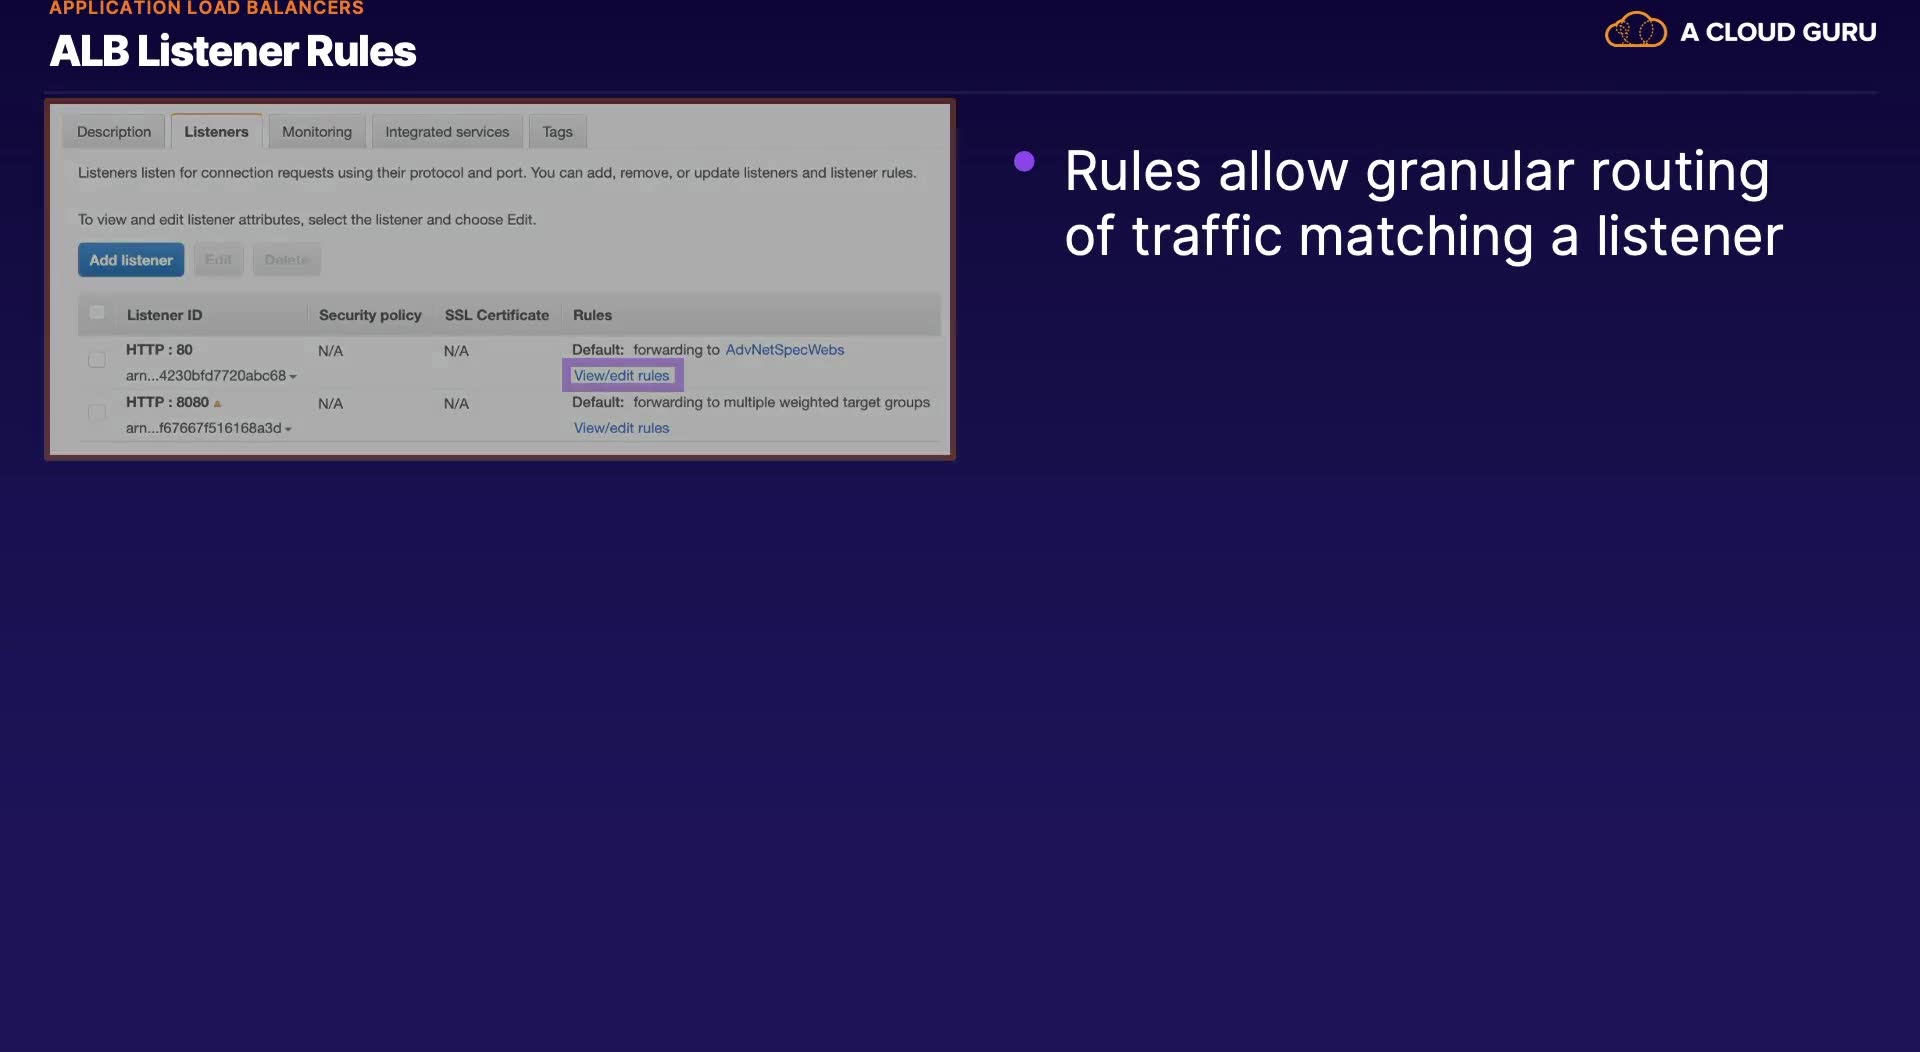 APPLICATION LOAD BALANCERS
ALB Listener Rules
A CLOUD GURU
Description Listeners Monitoring Integrated services Tags
Listeners listen for connection requests using their protocol and port. You can add, remove, or update listeners and listener rules.
To view and edit listener attributes, select the listener and choose Edit.
Add listener Edit Delete
Listener ID Security policy SSL Certificate Rules
HTTP : 80 N/A N/A Default: forwarding to AdvNetSpecWebs
arn...4230bfd7720abc68 View/edit rules
HTTP : 8080 N/A N/A Default: forwarding to multiple weighted target groups
arn...f67667f516168a3d View/edit rules
Rules allow granular routing
of traffic matching a listener